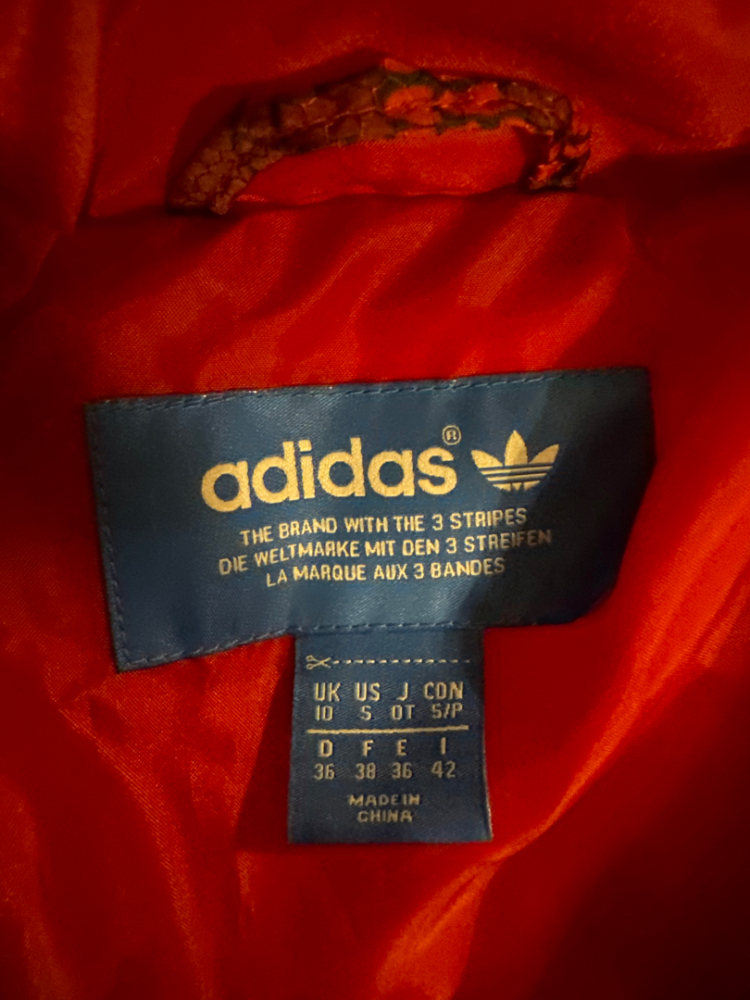 adidas®
THE BRAND WITH THE 3 STRIPES
DIE WELTMARKE MIT DEN 3 STREIFEN
LA MARQUE AUX 3 BANDES
UK US J CDN
10 S OT S/P
D F E I
36 38 36 42
MADE IN
CHINA